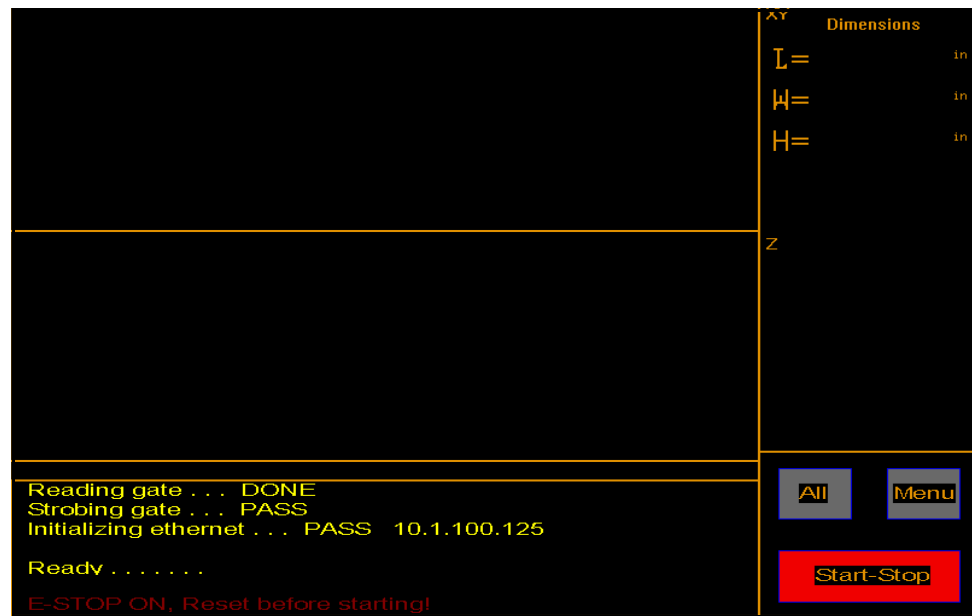 XY
Dimensions
L= in
W= in
H= in
Z
Reading gate . . . DONE
Strobing gate . . . PASS
Initializing ethernet . . . PASS 10.1.100.125
Ready . . . . . . .
E-STOP ON, Reset before starting!
All
Menu
Start-Stop